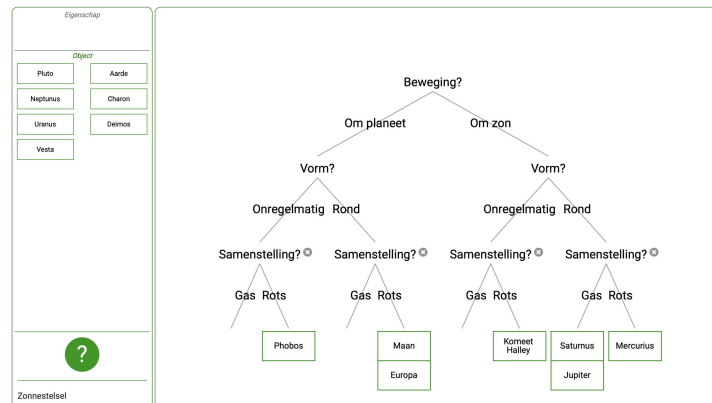 Eigenschap
Object
Pluto Aarde
Neptunus Charon
Uranus Deimos
Vesta
?
Zonnestelsel
Beweging?
Om planeet Om zon
Vorm? Vorm?
Onregelmatig Rond Onregelmatig Rond
Samenstelling? Samenstelling? Samenstelling? Samenstelling?
Gas Rots Gas Rots Gas Rots Gas Rots
Phobos Maan Komeet Halley Saturnus Mercurius
Europa Jupiter